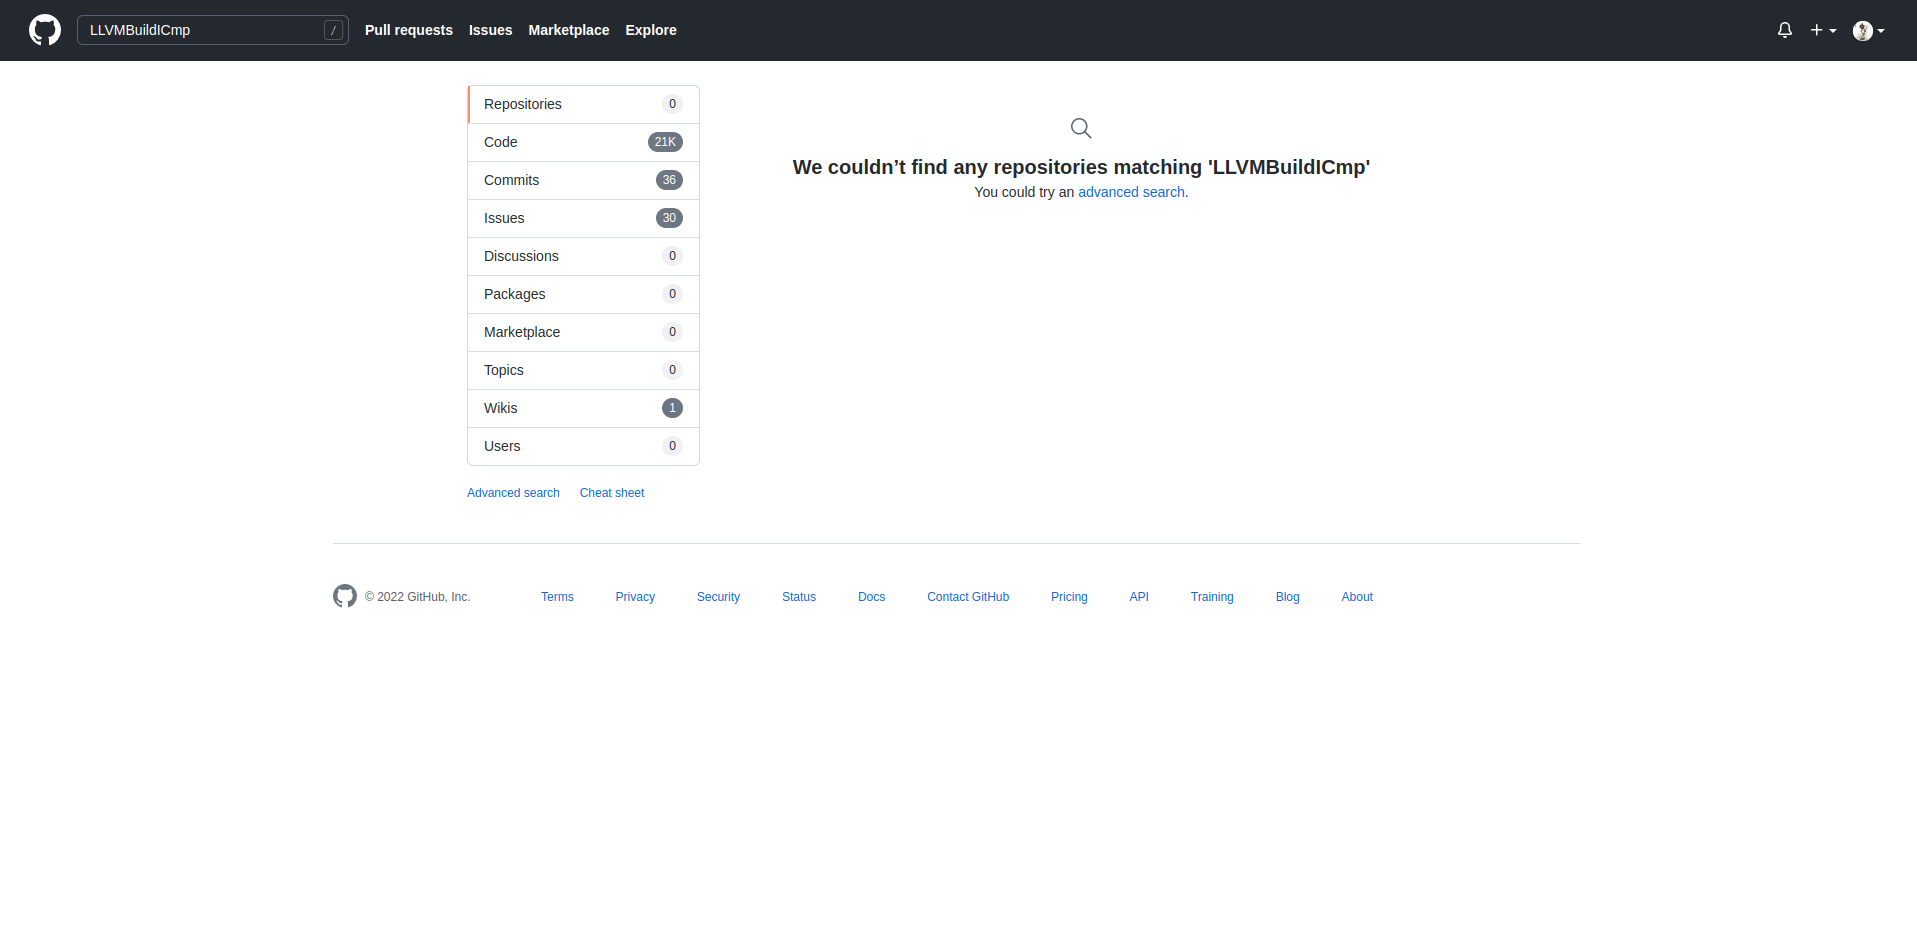 LLVMBuildICmp / Pull requests Issues Marketplace Explore
Repositories 0
Code 21K
Commits 36
Issues 30
Discussions 0
Packages 0
Marketplace 0
Topics 0
Wikis 1
Users 0
Advanced search Cheat sheet
We couldn’t find any repositories matching 'LLVMBuildICmp'
You could try an advanced search.
© 2022 GitHub, Inc. Terms Privacy Security Status Docs Contact GitHub Pricing API Training Blog About